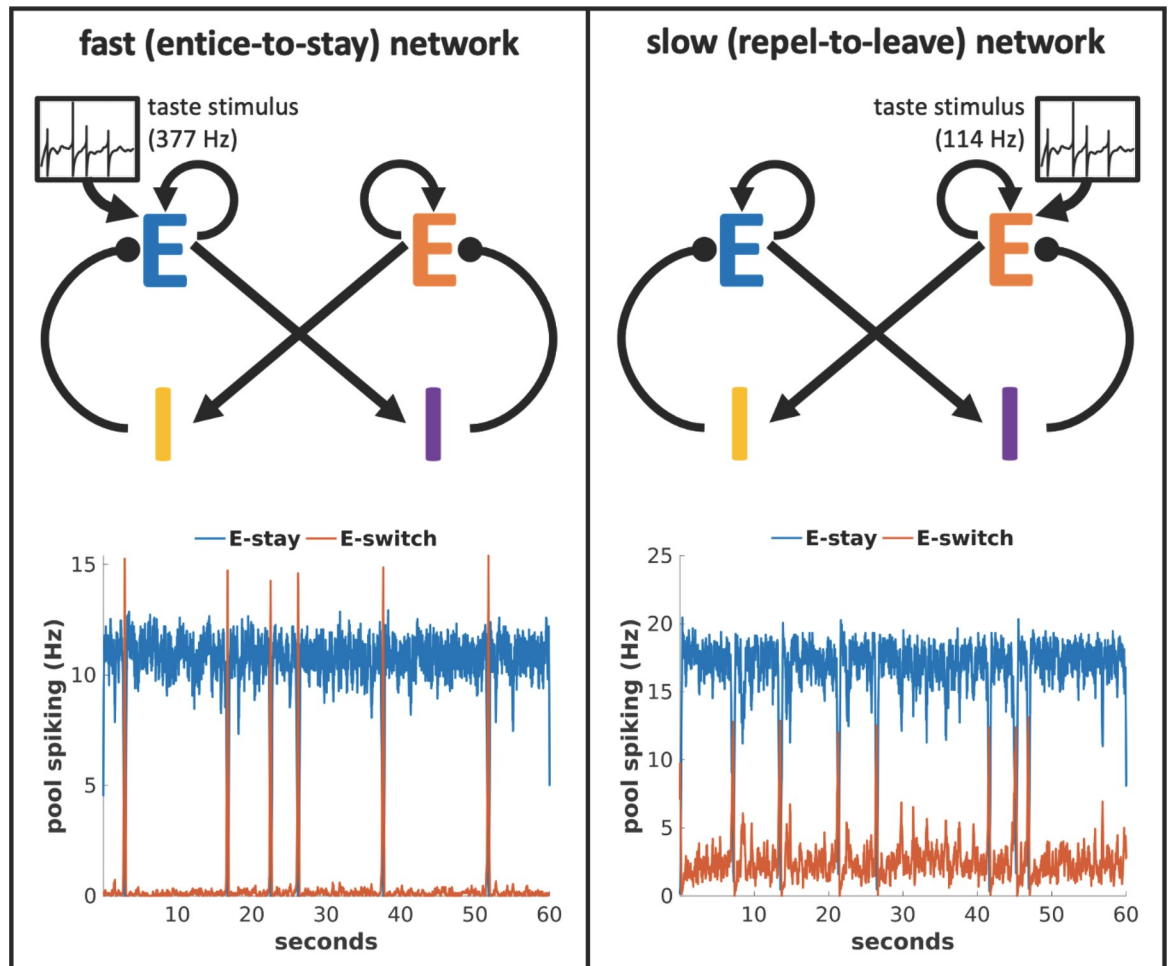 fast (entice-to-stay) network
taste stimulus
(377 Hz)
E
E
I
I
E-stay
E-switch
15
10
5
0
pool spiking (Hz)
10
20
30
40
50
60
seconds
slow (repel-to-leave) network
taste stimulus
(114 Hz)
E
E
I
I
E-stay
E-switch
25
20
15
10
5
0
pool spiking (Hz)
10
20
30
40
50
60
seconds